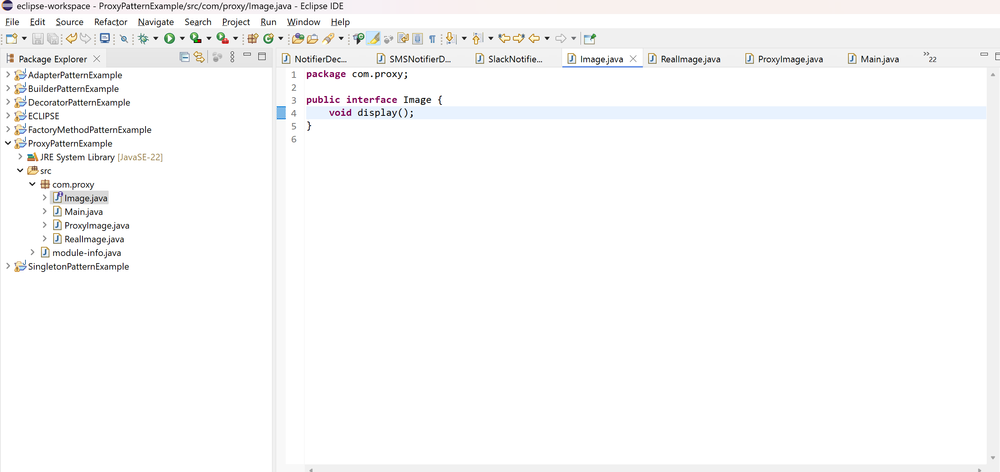 eclipse-workspace - ProxyPatternExample/src/com/proxy/Image.java - Eclipse IDE
File Edit Source Refactor Navigate Search Project Run Window Help
Package Explorer
AdapterPatternExample
BuilderPatternExample
DecoratorPatternExample
ECLIPSE
FactoryMethodPatternExample
ProxyPatternExample
JRE System Library [JavaSE-22]
src
com.proxy
Image.java
Main.java
ProxyImage.java
RealImage.java
module-info.java
SingletonPatternExample
NotifierDec... SMSNotifierD... SlackNotifie... Image.java RealImage.java ProxyImage.java Main.java »22
1 package com.proxy;
2
3 public interface Image {
4 void display();
5 }
6